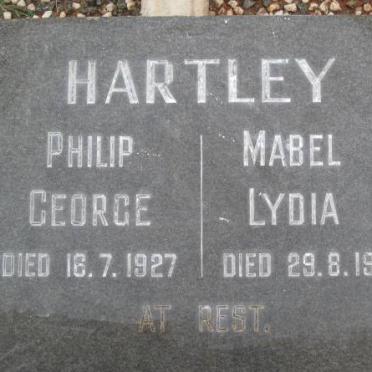 HARTLEY
PHILIP
GEORGE
DIED 16.7.1927
MABEL
LYDIA
DIED 29.8.19
AT REST.